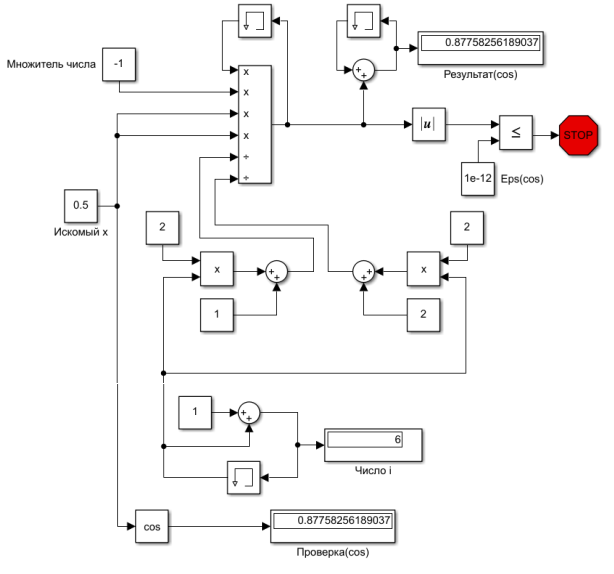 0.87758256189037
Результат(cos)
Множитель числа
-1
x
x
x
x
÷
÷
+
+
|u|
≤
STOP
1e-12
Eps(cos)
0.5
Искомый x
2
x
+
+
1
2
x
+
+
2
1
+
+
6
Число i
cos
0.87758256189037
Проверка(cos)